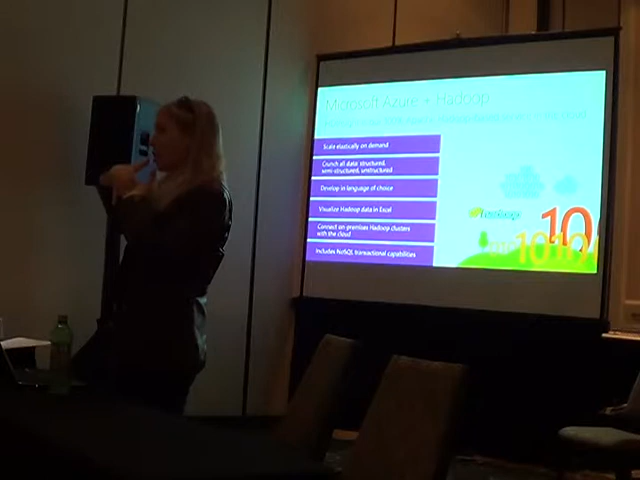 Microsoft Azure + Hadoop
Scale elastically on demand
Crunch all data: structured,
semi-structured, unstructured
Develop in language of choice
Visualize Hadoop data in Excel
Connect on-premises Hadoop clusters
with the cloud
Includes NoSQL transactional capabilities